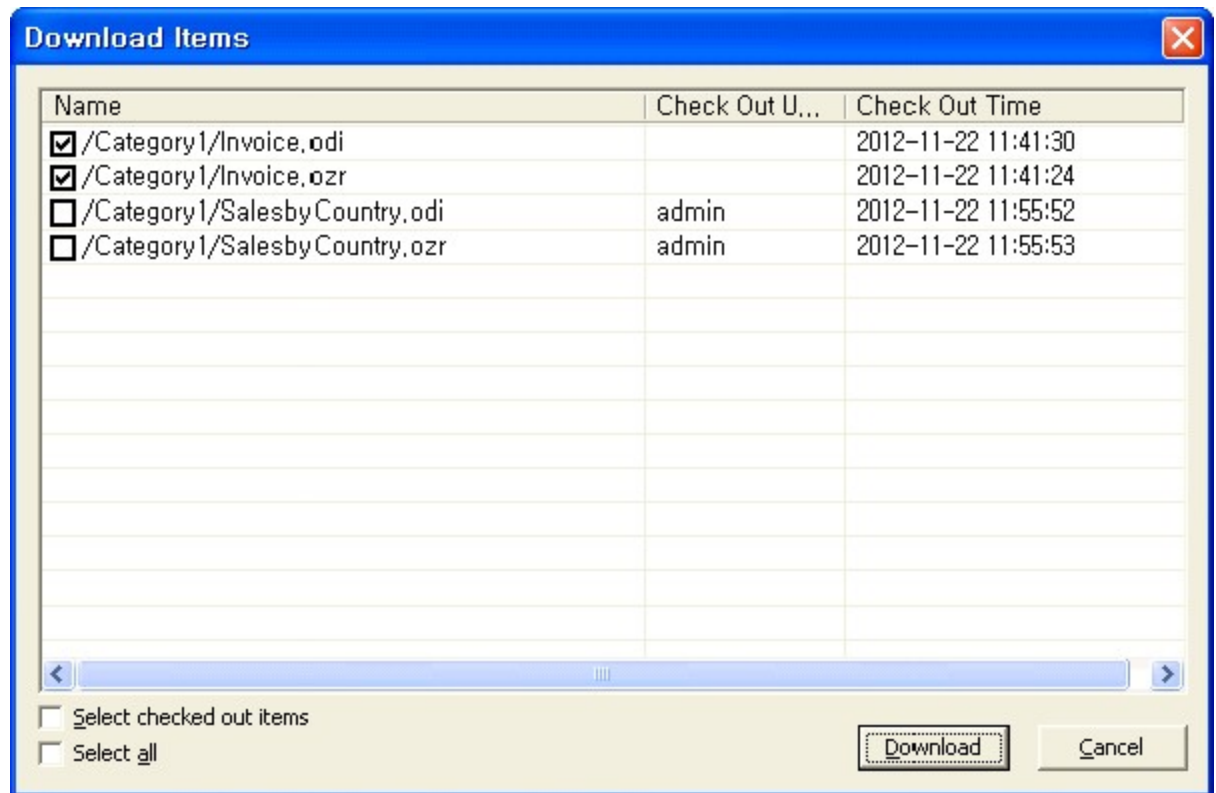 Download Items
Name Check Out U... Check Out Time
/Category1/Invoice.odi 2012-11-22 11:41:30
/Category1/Invoice.ozr 2012-11-22 11:41:24
/Category1/SalesbyCountry.odi admin 2012-11-22 11:55:52
/Category1/SalesbyCountry.ozr admin 2012-11-22 11:55:53
Select checked out items
Select all
Download Cancel